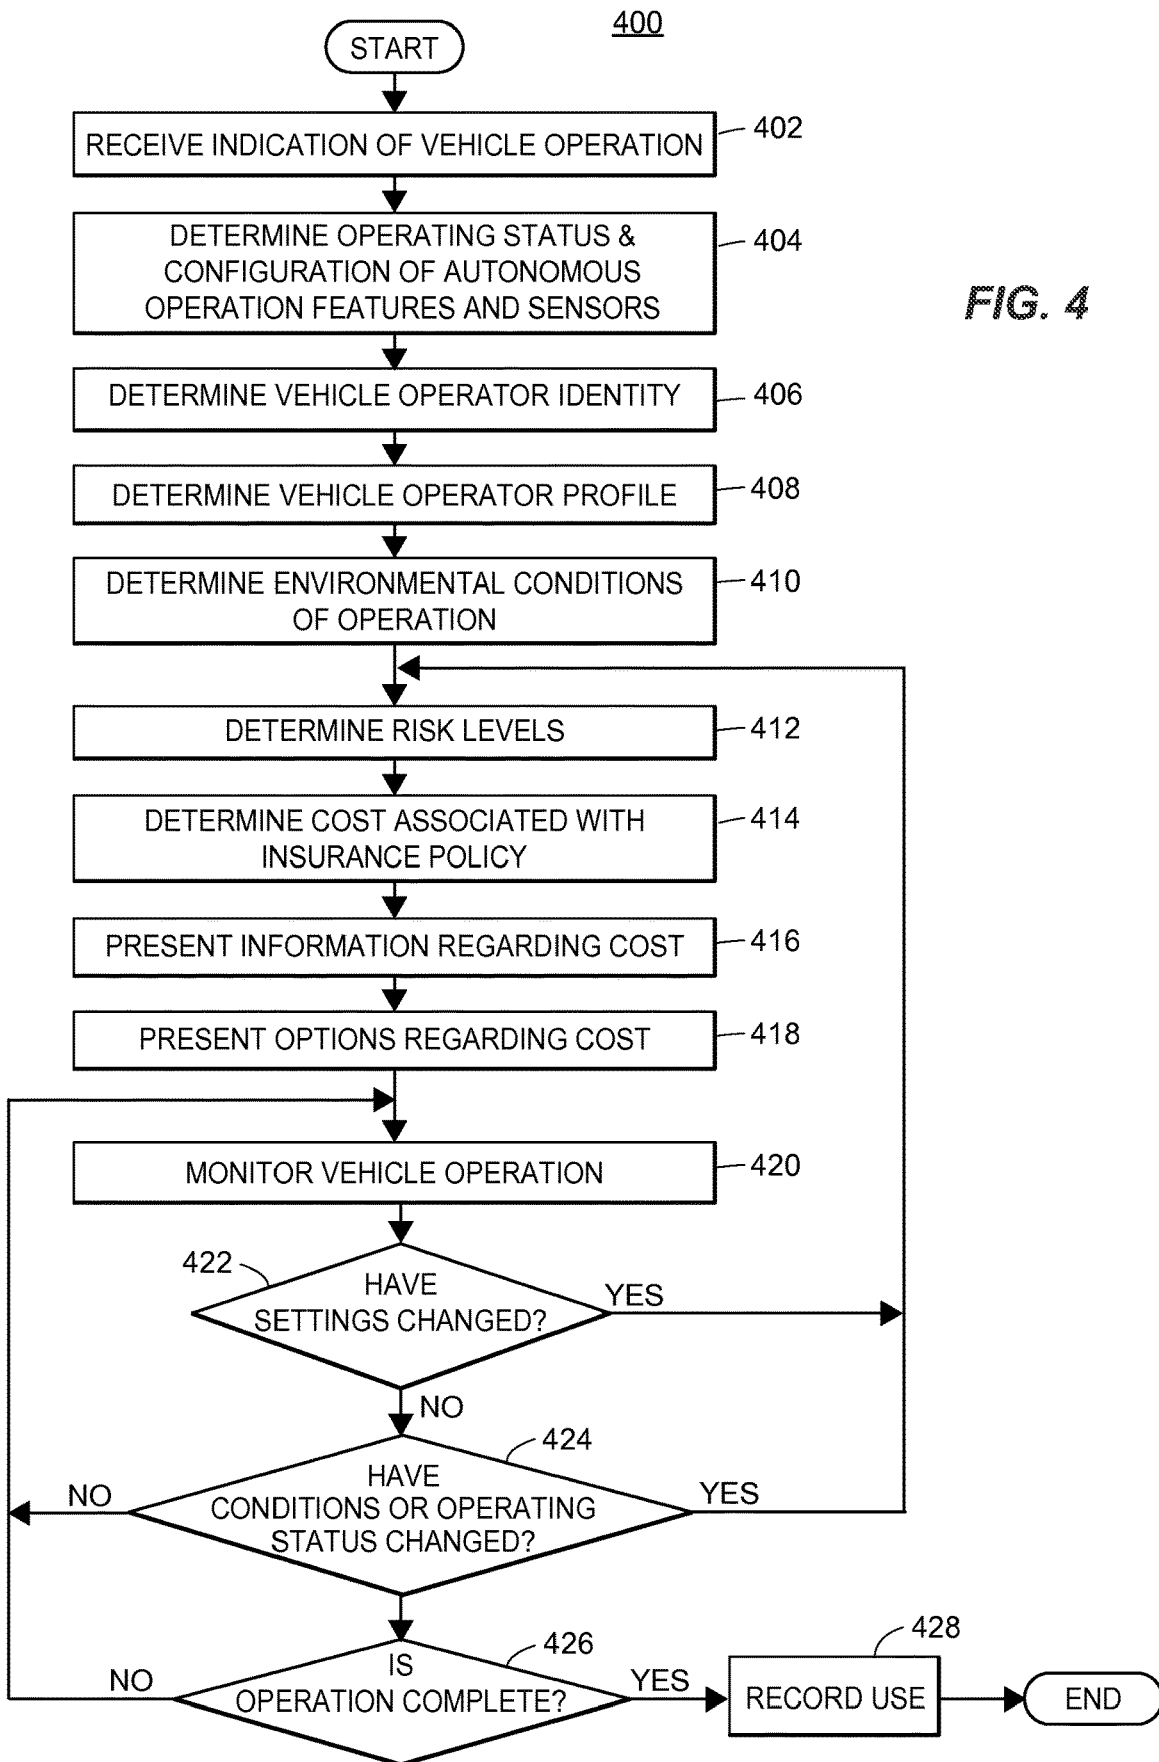 400
START
RECEIVE INDICATION OF VEHICLE OPERATION
402
DETERMINE OPERATING STATUS &
CONFIGURATION OF AUTONOMOUS
OPERATION FEATURES AND SENSORS
404
FIG. 4
DETERMINE VEHICLE OPERATOR IDENTITY
406
DETERMINE VEHICLE OPERATOR PROFILE
408
DETERMINE ENVIRONMENTAL CONDITIONS
OF OPERATION
410
DETERMINE RISK LEVELS
412
DETERMINE COST ASSOCIATED WITH
INSURANCE POLICY
414
PRESENT INFORMATION REGARDING COST
416
PRESENT OPTIONS REGARDING COST
418
MONITOR VEHICLE OPERATION
420
422
HAVE
SETTINGS CHANGED?
YES
NO
424
HAVE
CONDITIONS OR OPERATING
STATUS CHANGED?
NO
YES
426
IS
OPERATION COMPLETE?
NO
YES
428
RECORD USE
END